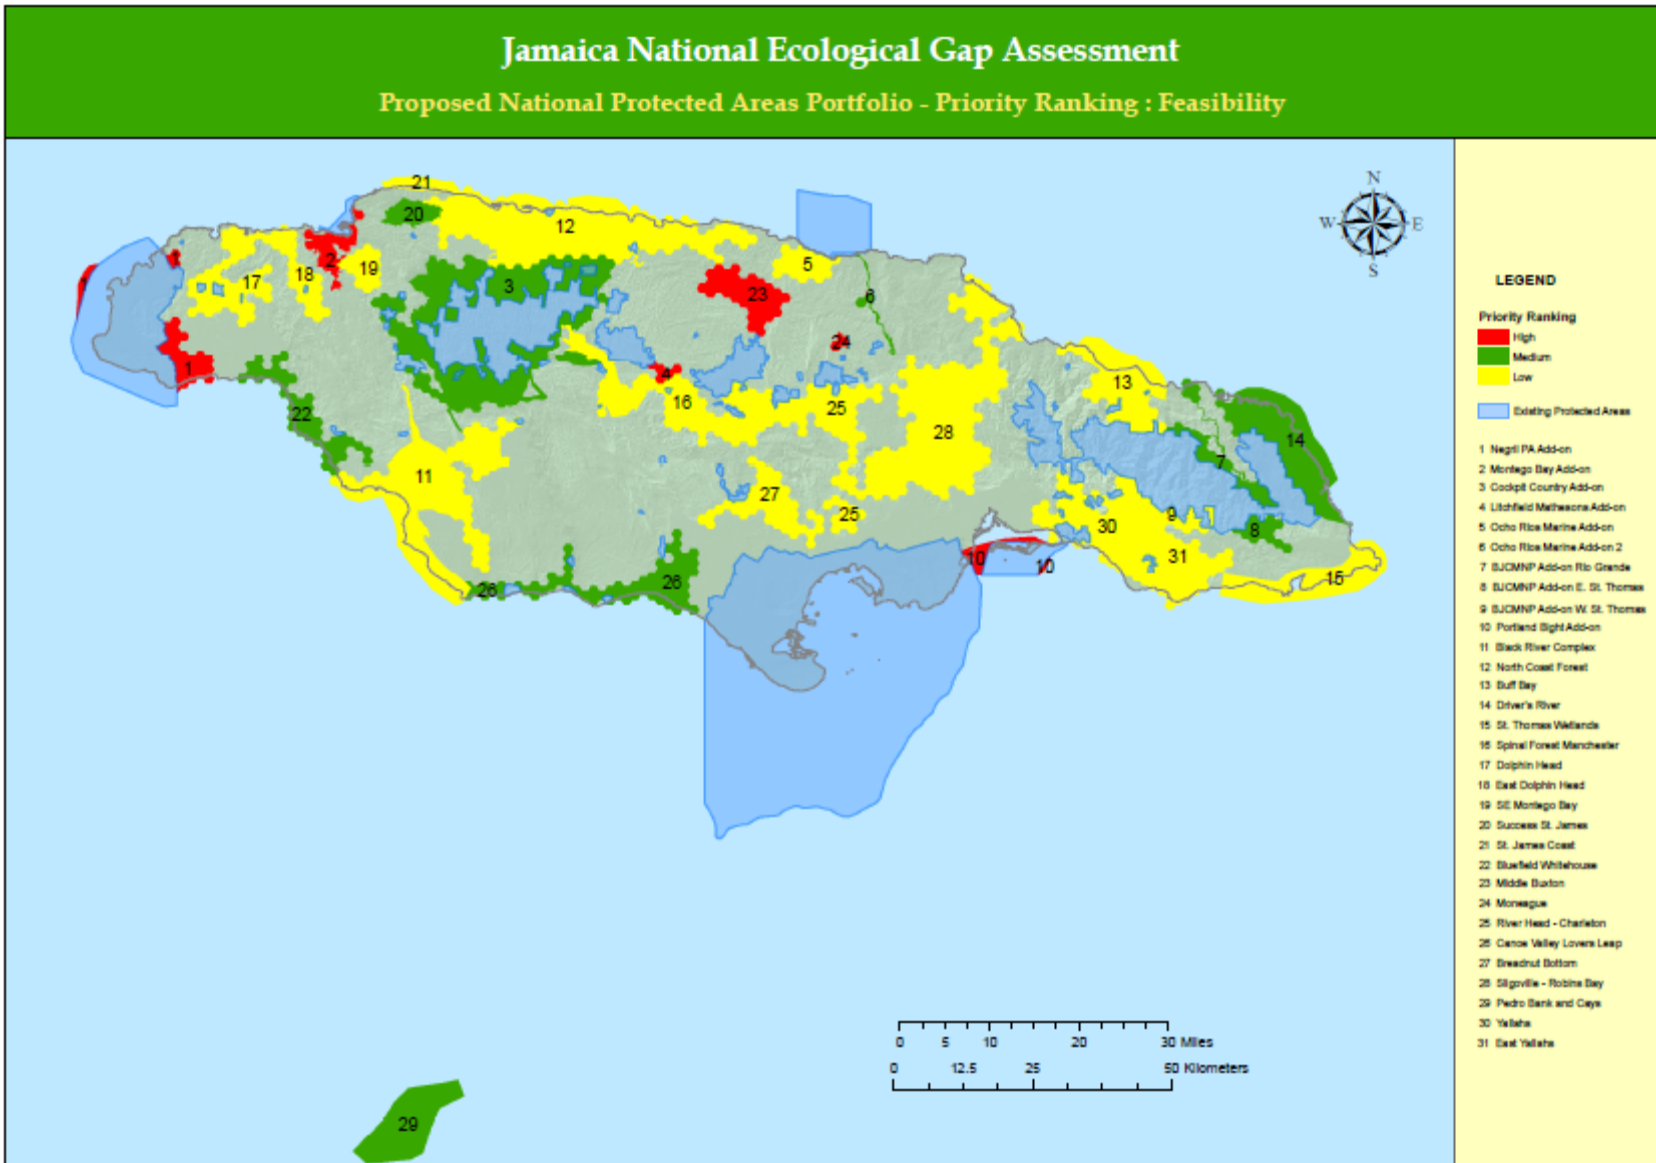 Jamaica National Ecological Gap Assessment
Proposed National Protected Areas Portfolio - Priority Ranking : Feasibility
N
W E
S
21
20
12
1
2
19
18
17
5
3
23
6
24
1
4
16
25
13
22
28
14
7
11
27
25
9
30
8
31
10
10
15
26
26
29
0 5 10 20 30 Miles
0 12.5 25 50 Kilometers
LEGEND
Priority Ranking
High
Medium
Low
Existing Protected Areas
1 Negril PA Add-on
2 Montego Bay Add-on
3 Cockpit Country Add-on
4 Litchfield Mathesons Add-on
5 Ocho Rios Marine Add-on
6 Ocho Rios Marine Add-on 2
7 BJCMNP Add-on Rio Grande
8 BJCMNP Add-on E. St. Thomas
9 BJCMNP Add-on W. St. Thomas
10 Portland Bight Add-on
11 Black River Complex
12 North Coast Forest
13 Buff Bay
14 Driver's River
15 St. Thomas Wetlands
16 Spinal Forest Manchester
17 Dolphin Head
18 East Dolphin Head
19 SE Montego Bay
20 Success St. James
21 St. James Coast
22 Bluefield Whitehouse
23 Middle Buxton
24 Moneague
25 River Head - Charleton
26 Canoe Valley Lovers Leap
27 Breadnut Bottom
28 Sligoville - Robins Bay
29 Pedro Bank and Cays
30 Yallahs
31 East Yallahs